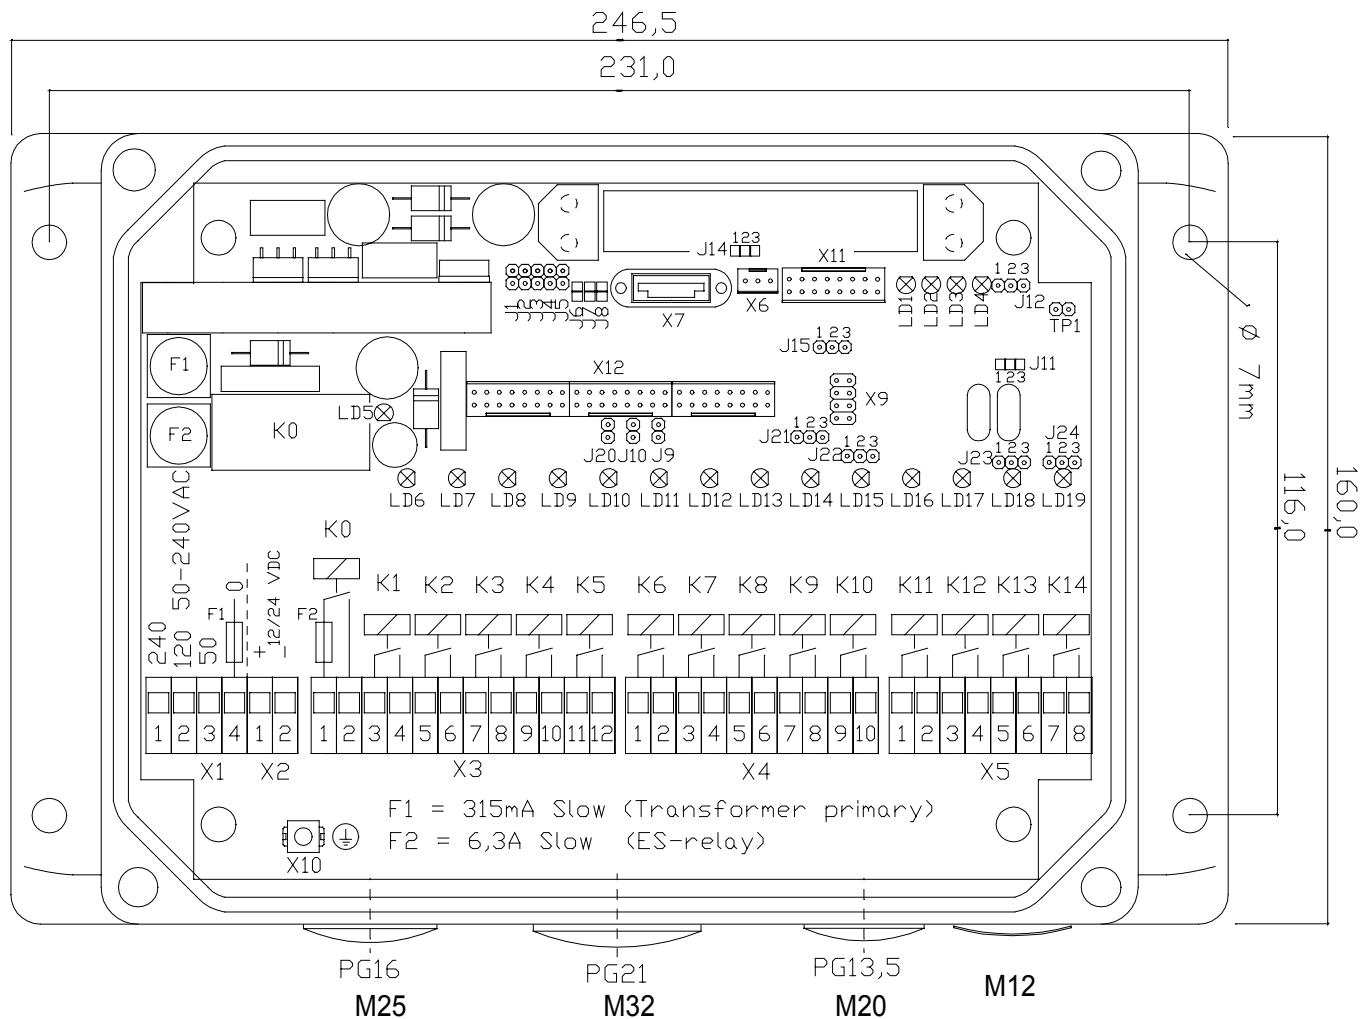 246,5
231,0
J14 123
X11
J1 J2 J3 J4 J5 J6 J7 J8
X7
X6
LD1 LD2 LD3 LD4
123
J12
TP1
Ø 7mm
J15 123
J11
123
F1
X12
X9
LD5
K0
F2
J20 J10 J9
J21 123
J22 123
J23 123
J24
123
LD6 LD7 LD8 LD9 LD10 LD11 LD12 LD13 LD14 LD15 LD16 LD17 LD18 LD19
116,0
160,0
50-240VAC
240
120
50
0
F1
12/24 VDC
+
-
K0
F2
K1 K2 K3 K4 K5 K6 K7 K8 K9 K10 K11 K12 K13 K14
1 2 3 4 1 2 1 2 3 4 5 6 7 8 9 10 11 12 1 2 3 4 5 6 7 8 9 10 1 2 3 4 5 6 7 8
X1 X2 X3 X4 X5
F1 = 315mA Slow (Transformer primary)
F2 = 6,3A Slow (ES-relay)
X10
PG16 PG21 PG13,5
M25 M32 M20 M12